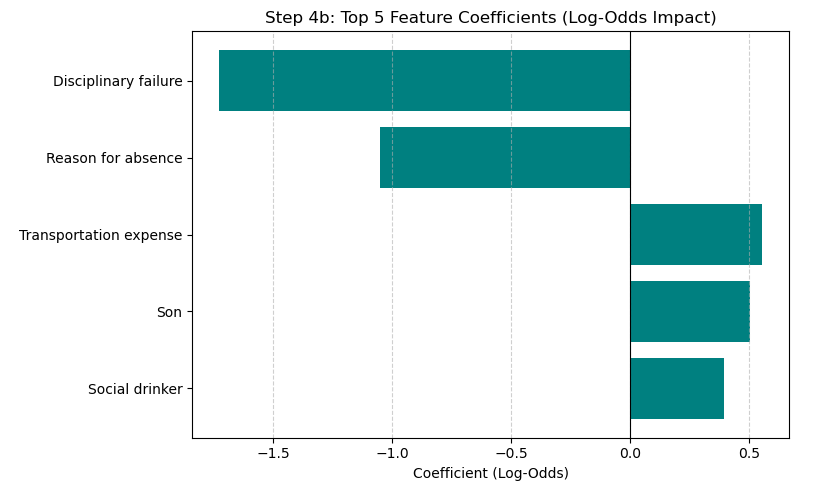 Step 4b: Top 5 Feature Coefficients (Log-Odds Impact)
Disciplinary failure
Reason for absence
Transportation expense
Son
Social drinker
−1.5 −1.0 −0.5 0.0 0.5
Coefficient (Log-Odds)